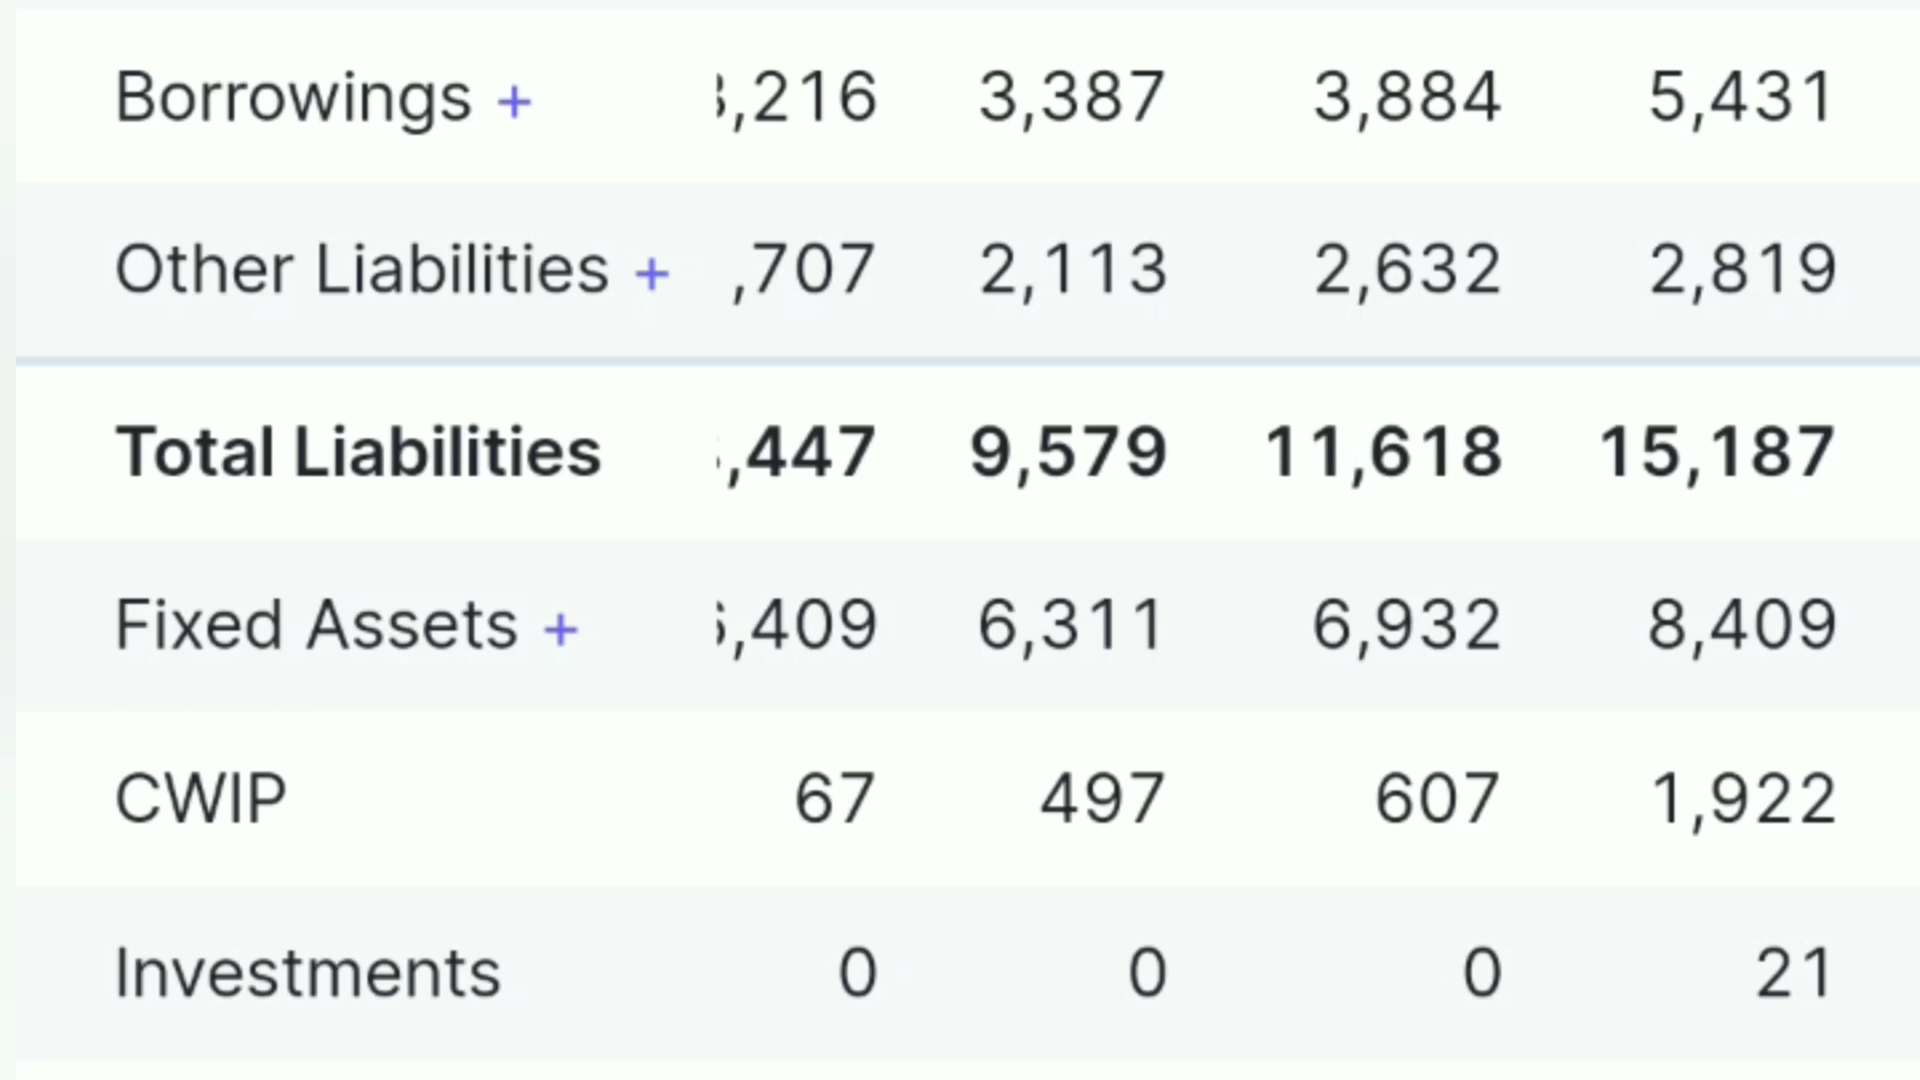 Borrowings + ,216 3,387 3,884 5,431
Other Liabilities + ,707 2,113 2,632 2,819
Total Liabilities ,447 9,579 11,618 15,187
Fixed Assets + ,409 6,311 6,932 8,409
CWIP 67 497 607 1,922
Investments 0 0 0 21